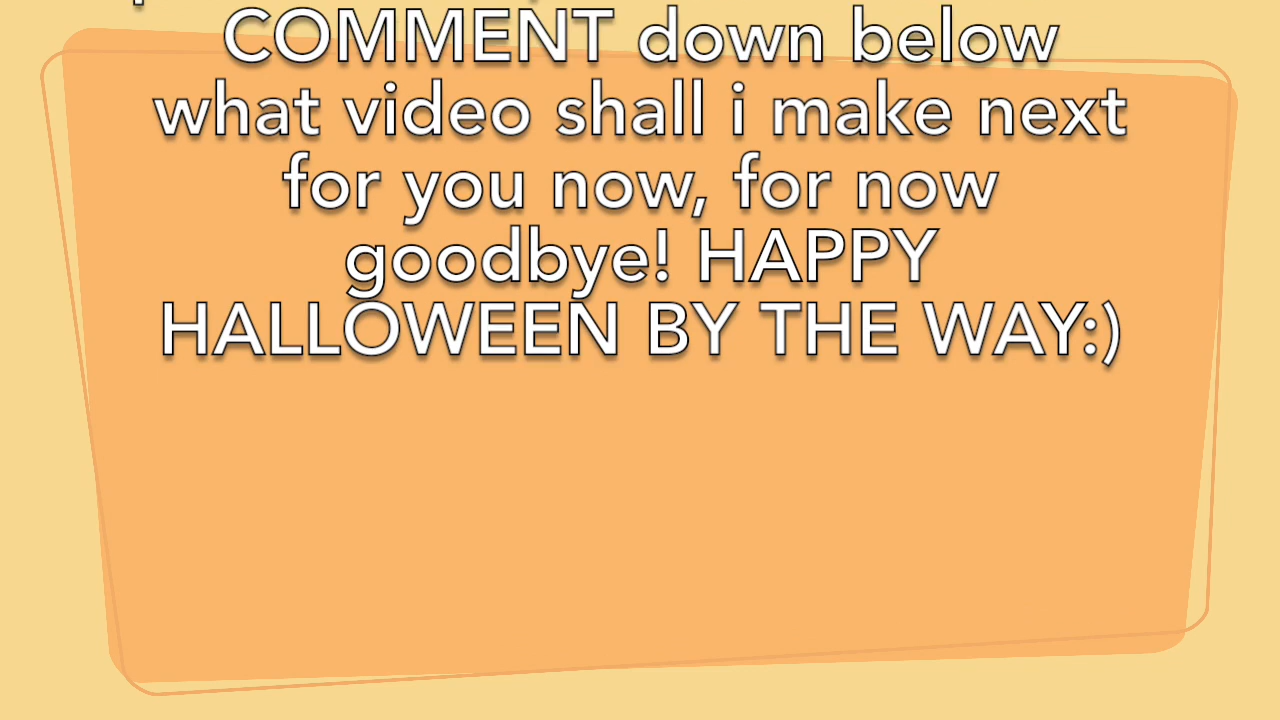 COMMENT down below
what video shall i make next
for you now, for now
goodbye! HAPPY
HALLOWEEN BY THE WAY:)